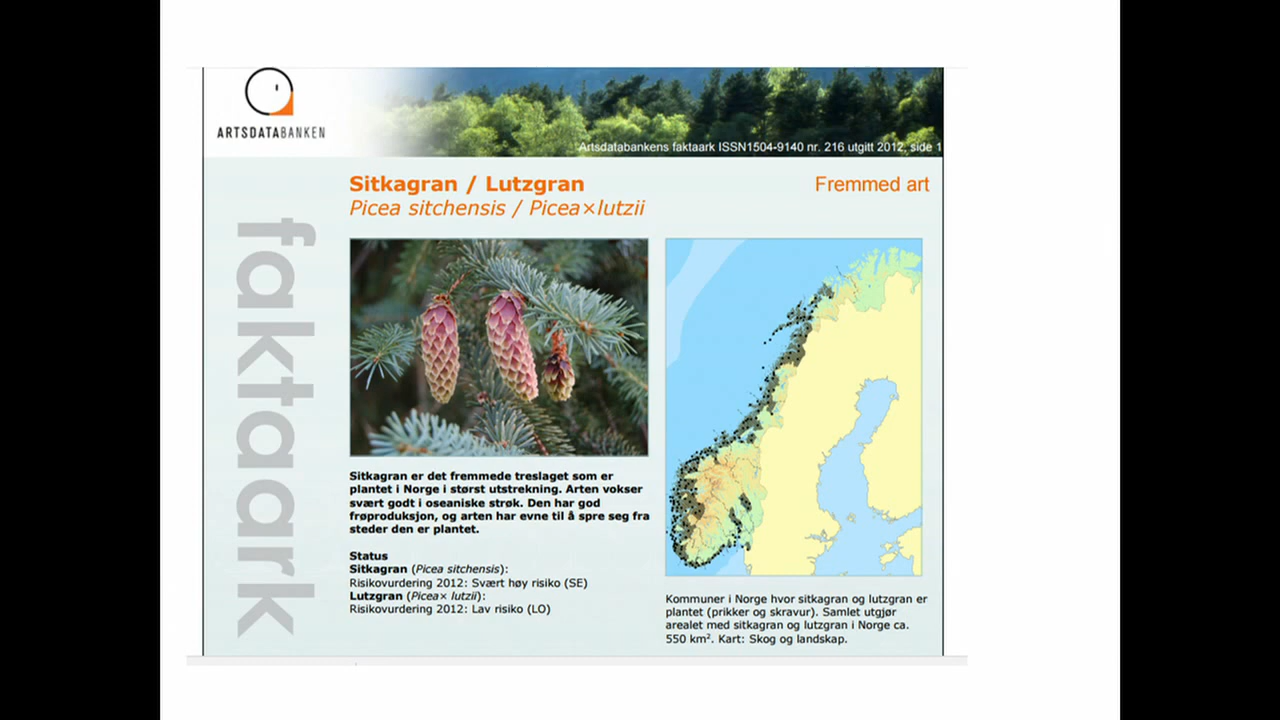 ARTSDATABANKEN
Artsdatabankens faktaark ISSN1504-9140 nr. 216 utgitt 2012, side 1
faktaark
Sitkagran / Lutzgran
Fremmed art
Picea sitchensis / Picea×lutzii
Sitkagran er det fremmede treslaget som er
plantet i Norge i størst utstrekning. Arten vokser
svært godt i oseaniske strøk. Den har god
frøproduksjon, og arten har evne til å spre seg fra
steder den er plantet.
Status
Sitkagran (Picea sitchensis):
Risikovurdering 2012: Svært høy risiko (SE)
Lutzgran (Picea× lutzii):
Risikovurdering 2012: Lav risiko (LO)
Kommuner i Norge hvor sitkagran og lutzgran er
plantet (prikker og skravur). Samlet utgjør
arealet med sitkagran og lutzgran i Norge ca.
550 km². Kart: Skog og landskap.